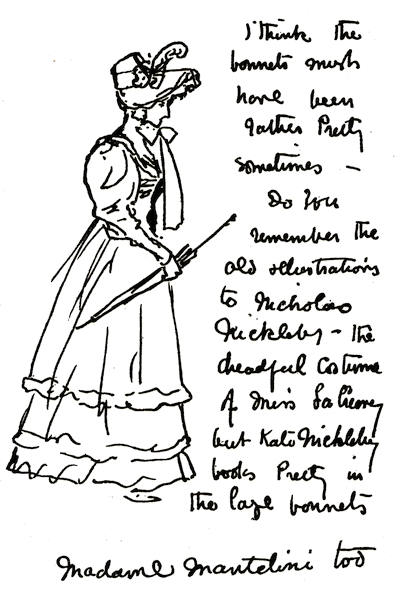 I think the
bonnets must
have been
rather Pretty
sometimes –
Do You
remember the
old illustrations
to Nicholas
Nickleby – the
dreadful Costume
of Miss La Creevy
but Kate Nickleby
looks Pretty in
the large bonnets
Madame Mantelini too